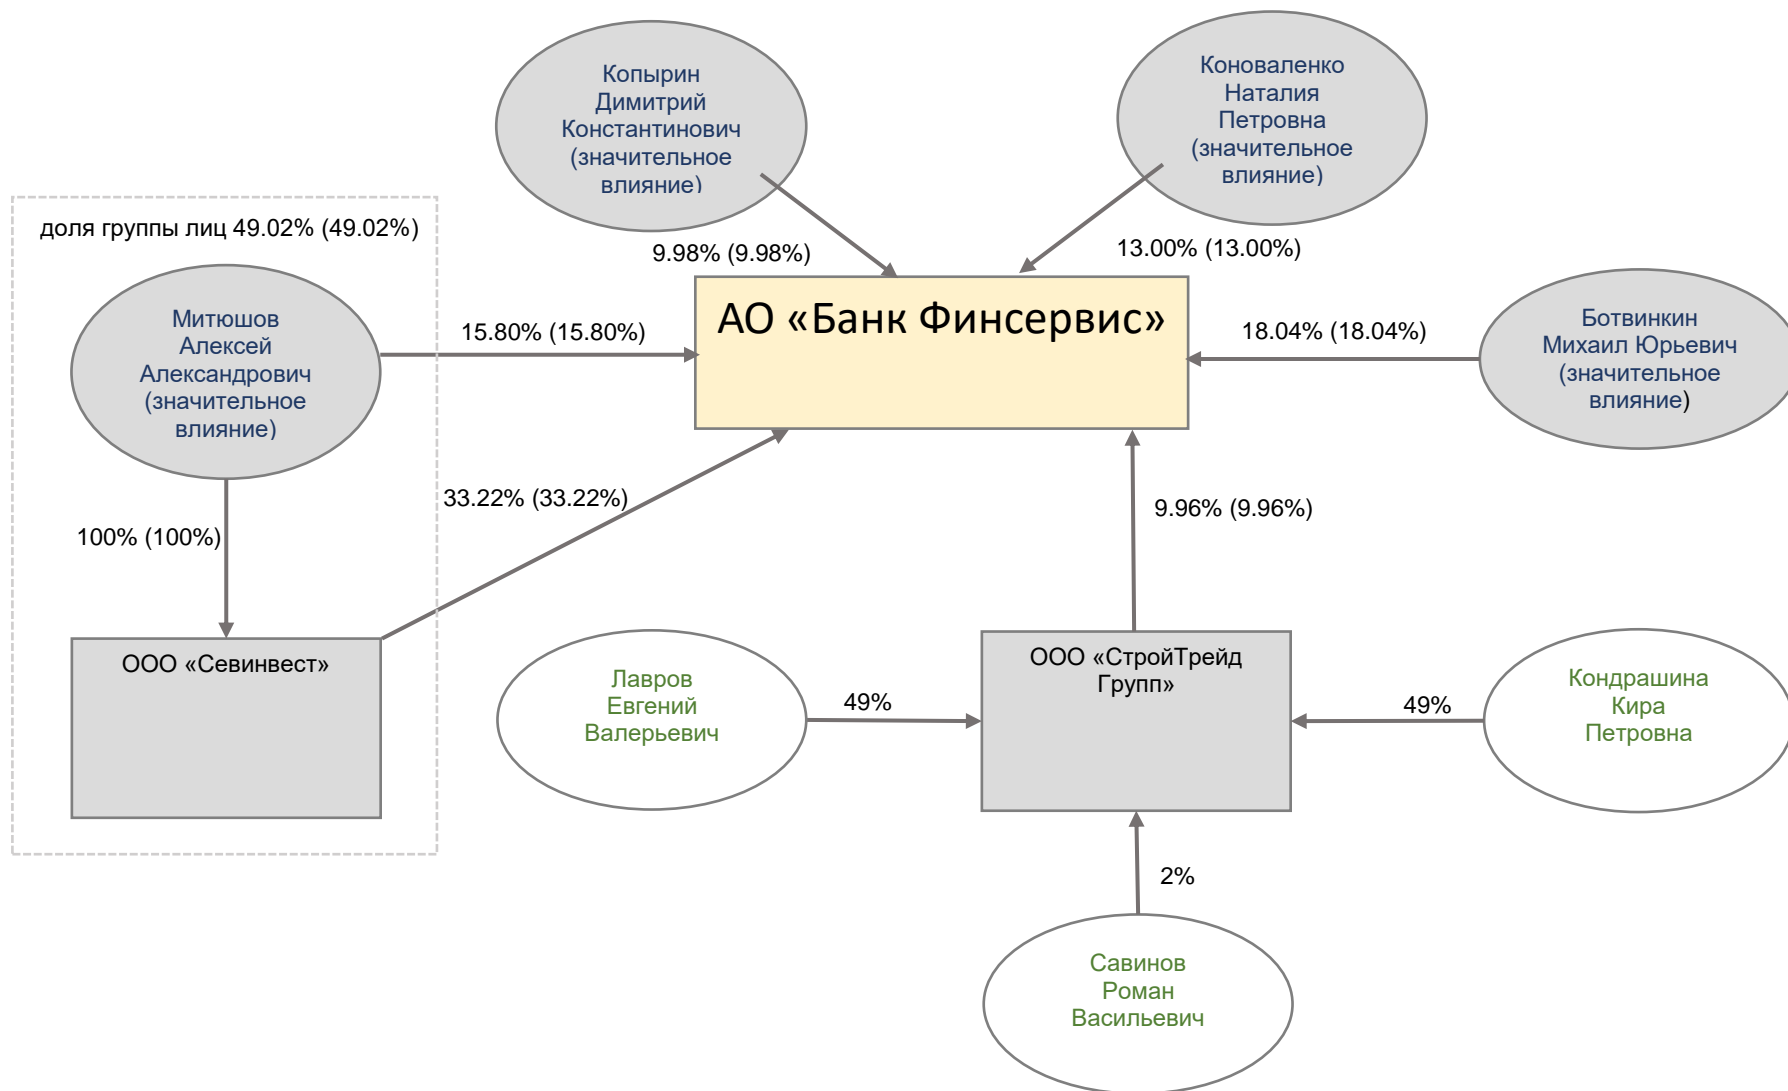 Копырин
Димитрий
Константинович
(значительное
влияние)
Коноваленко
Наталия
Петровна
(значительное
влияние)
доля группы лиц 49.02% (49.02%)
9.98% (9.98%)
13.00% (13.00%)
Митюшов
Алексей
Александрович
(значительное
влияние)
15.80% (15.80%)
АО «Банк Финсервис»
18.04% (18.04%)
Ботвинкин
Михаил Юрьевич
(значительное
влияние)
100% (100%)
33.22% (33.22%)
9.96% (9.96%)
ООО «Севинвест»
Лавров
Евгений
Валерьевич
49%
ООО «СтройТрейд
Групп»
49%
Кондрашина
Кира
Петровна
2%
Савинов
Роман
Васильевич